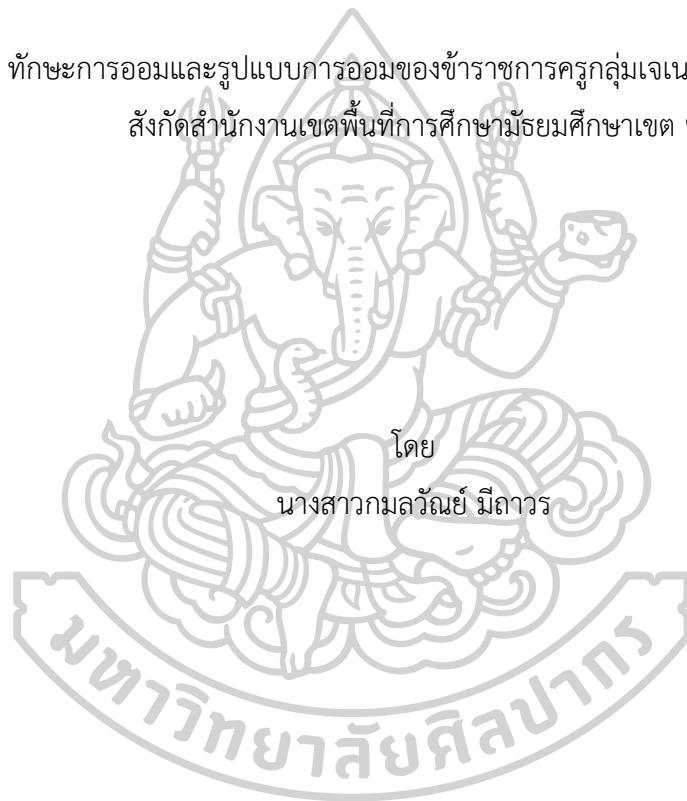 ทักษะการออมและรูปแบบการออมของข้าราชการครูกลุ่มเจเน
สังกัดสำนักงานเขตพื้นที่การศึกษามัธยมศึกษาเขต
โดย
นางสาวกมลวัณย์ มีถาวร
มหาวิทยาลัยศิลปากร